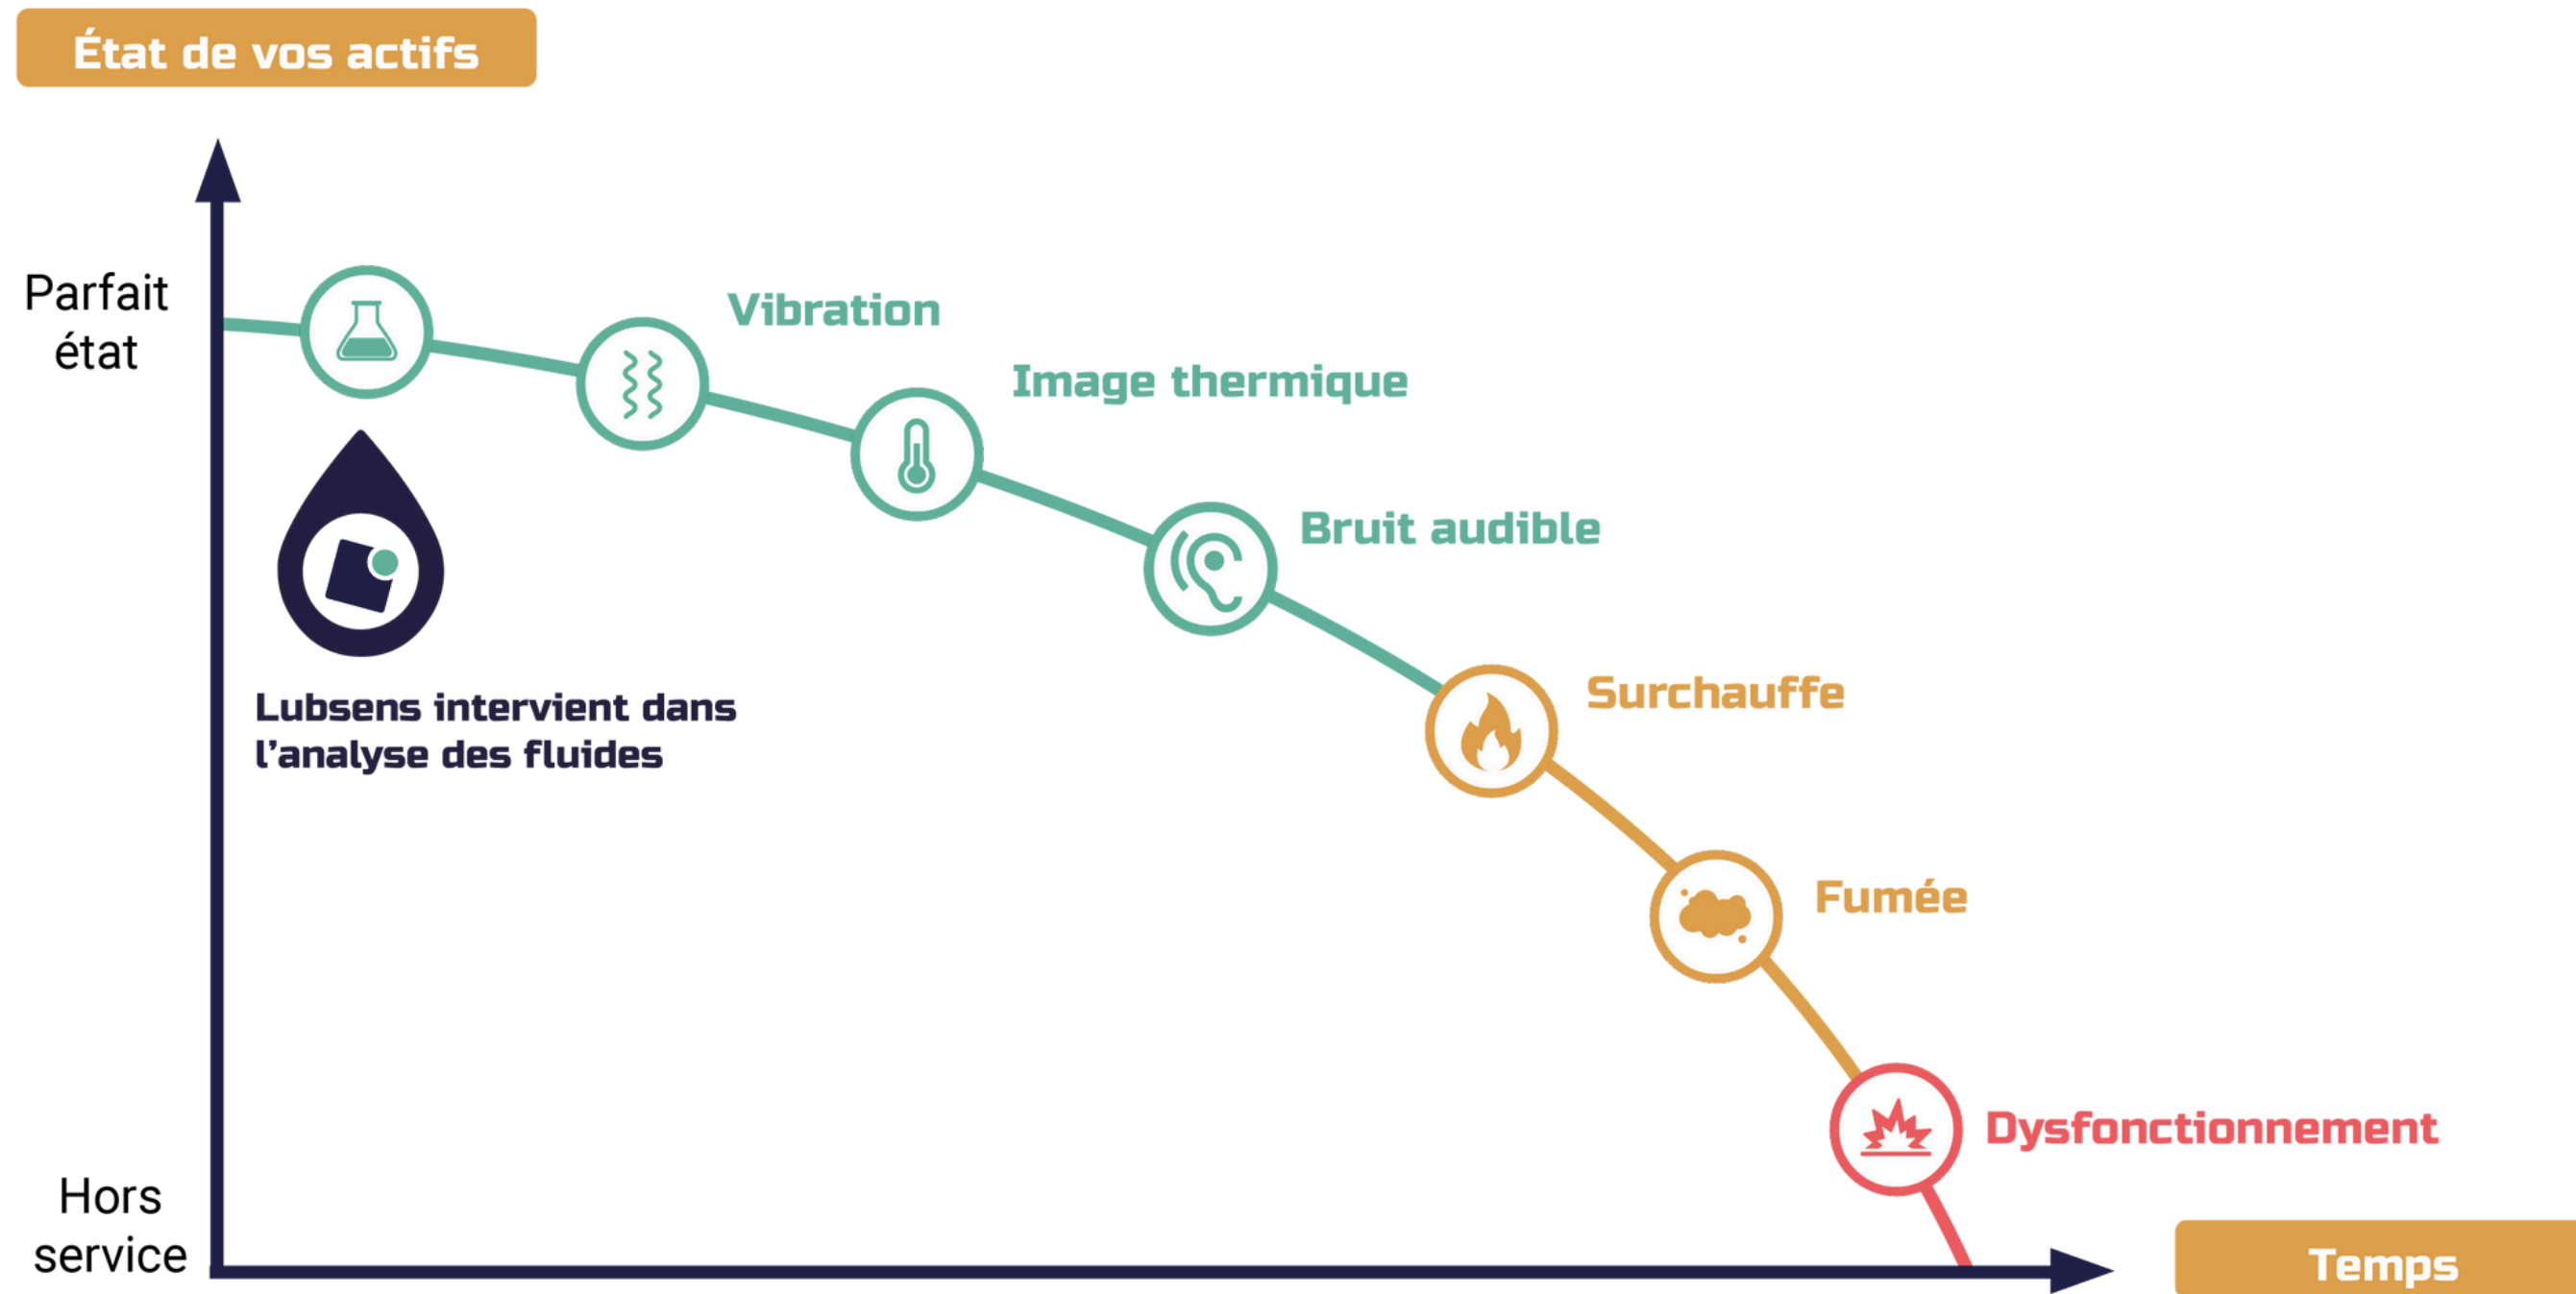 État de vos actifs
Parfait
état
Vibration
Image thermique
Bruit audible
Lubsens intervient dans
l'analyse des fluides
Surchauffe
Fumée
Dysfonctionnement
Hors
service
Temps